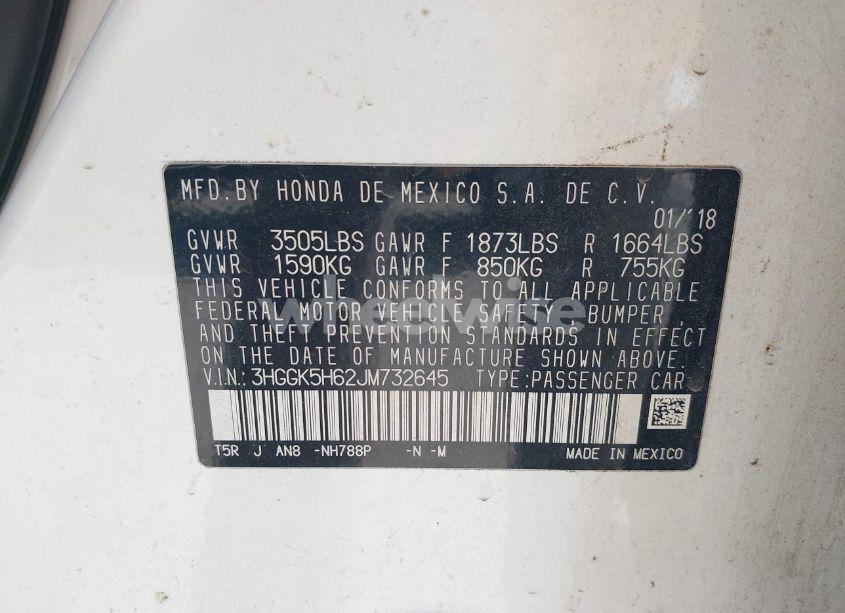 MFD. BY HONDA DE MEXICO S.A. DE C.V.
01/'18
GVWR 3505LBS GAWR F 1873LBS R 1664LBS
GVWR 1590KG GAWR F 850KG R 755KG
THIS VEHICLE CONFORMS TO ALL APPLICABLE
FEDERAL MOTOR VEHICLE SAFETY, BUMPER,
AND THEFT PREVENTION STANDARDS IN EFFECT
ON THE DATE OF MANUFACTURE SHOWN ABOVE.
V.I.N.: 3HGGK5H62JM732645 TYPE:PASSENGER CAR
T5R J AN8 -NH788P -N -M MADE IN MEXICO
wheelwise